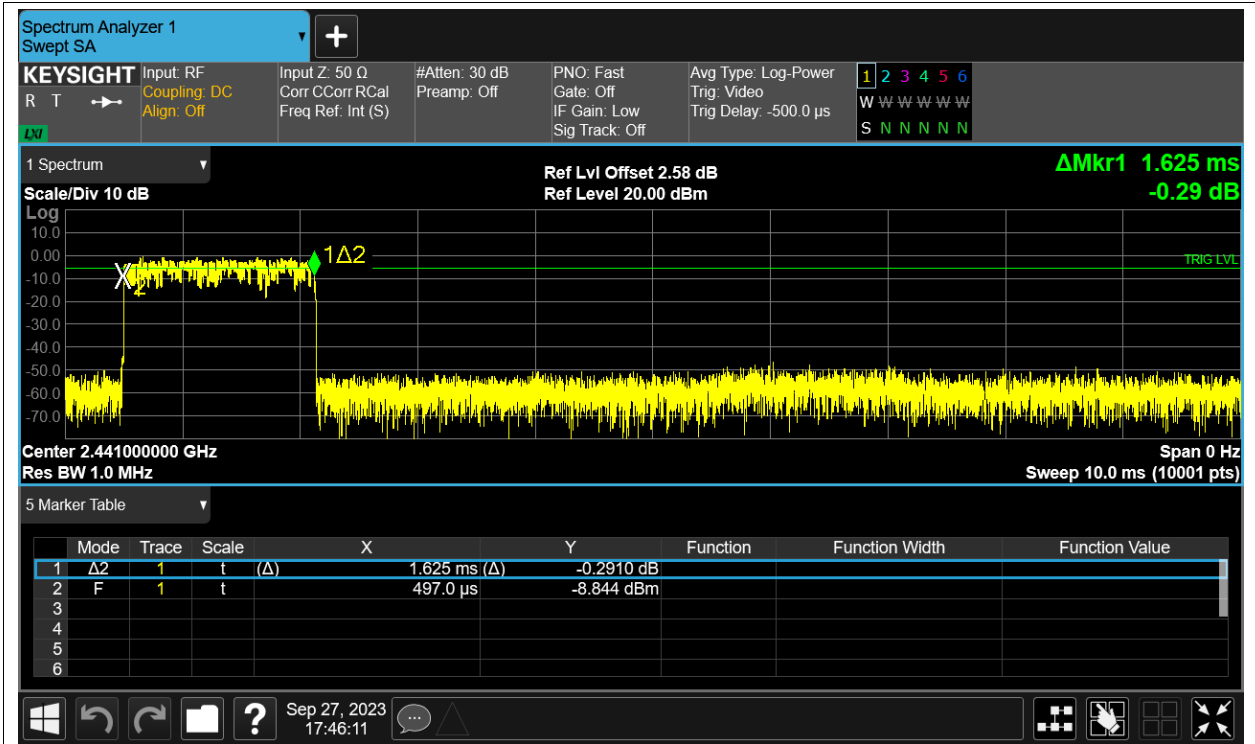 Spectrum Analyzer 1
Swept SA
KEYSIGHT Input: RF Input Z: 50 Ω #Atten: 30 dB PNO: Fast Avg Type: Log-Power 1 2 3 4 5 6
R T Coupling: DC Corr CCorr RCal Preamp: Off Gate: Off Trig: Video W W W W W W
Align: Off Freq Ref: Int (S) IF Gain: Low Trig Delay: -500.0 µs
LXI Sig Track: Off S N N N N N
1 Spectrum Ref Lvl Offset 2.58 dB ΔMkr1 1.625 ms
Scale/Div 10 dB Ref Level 20.00 dBm -0.29 dB
Log
10.0
0.00 1Δ2 TRIG LVL
-10.0 X 2
-20.0
-30.0
-40.0
-50.0
-60.0
-70.0
Center 2.441000000 GHz Span 0 Hz
Res BW 1.0 MHz Sweep 10.0 ms (10001 pts)
5 Marker Table
Mode Trace Scale X Y Function Function Width Function Value
1 Δ2 1 t (Δ) 1.625 ms (Δ) -0.2910 dB
2 F 1 t 497.0 µs -8.844 dBm
3
4
5
6
? Sep 27, 2023
17:46:11